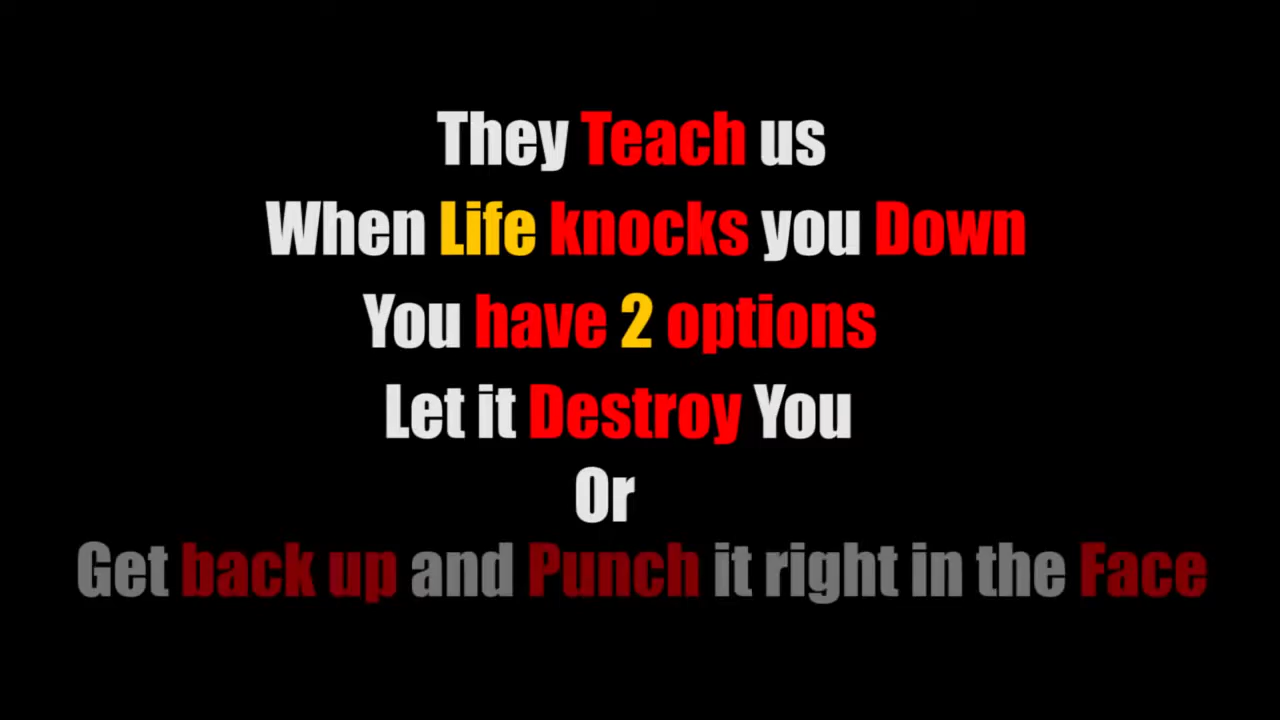 They Teach us
When Life knocks you Down
You have 2 options
Let it Destroy You
Or
Get back up and Punch it right in the Face